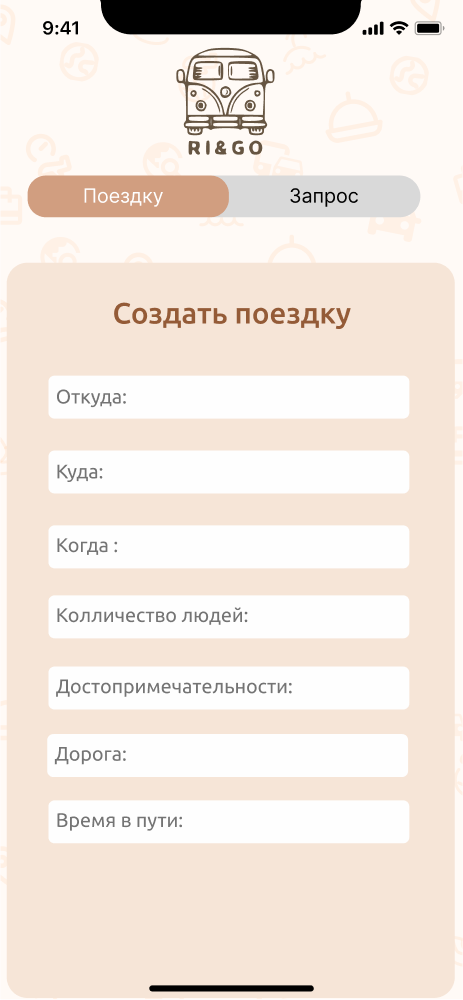 9:41
RI&GO
Поездку
Запрос
Создать поездку
Откуда:
Куда:
Когда :
Колличество людей:
Достопримечательности:
Дорога:
Время в пути: